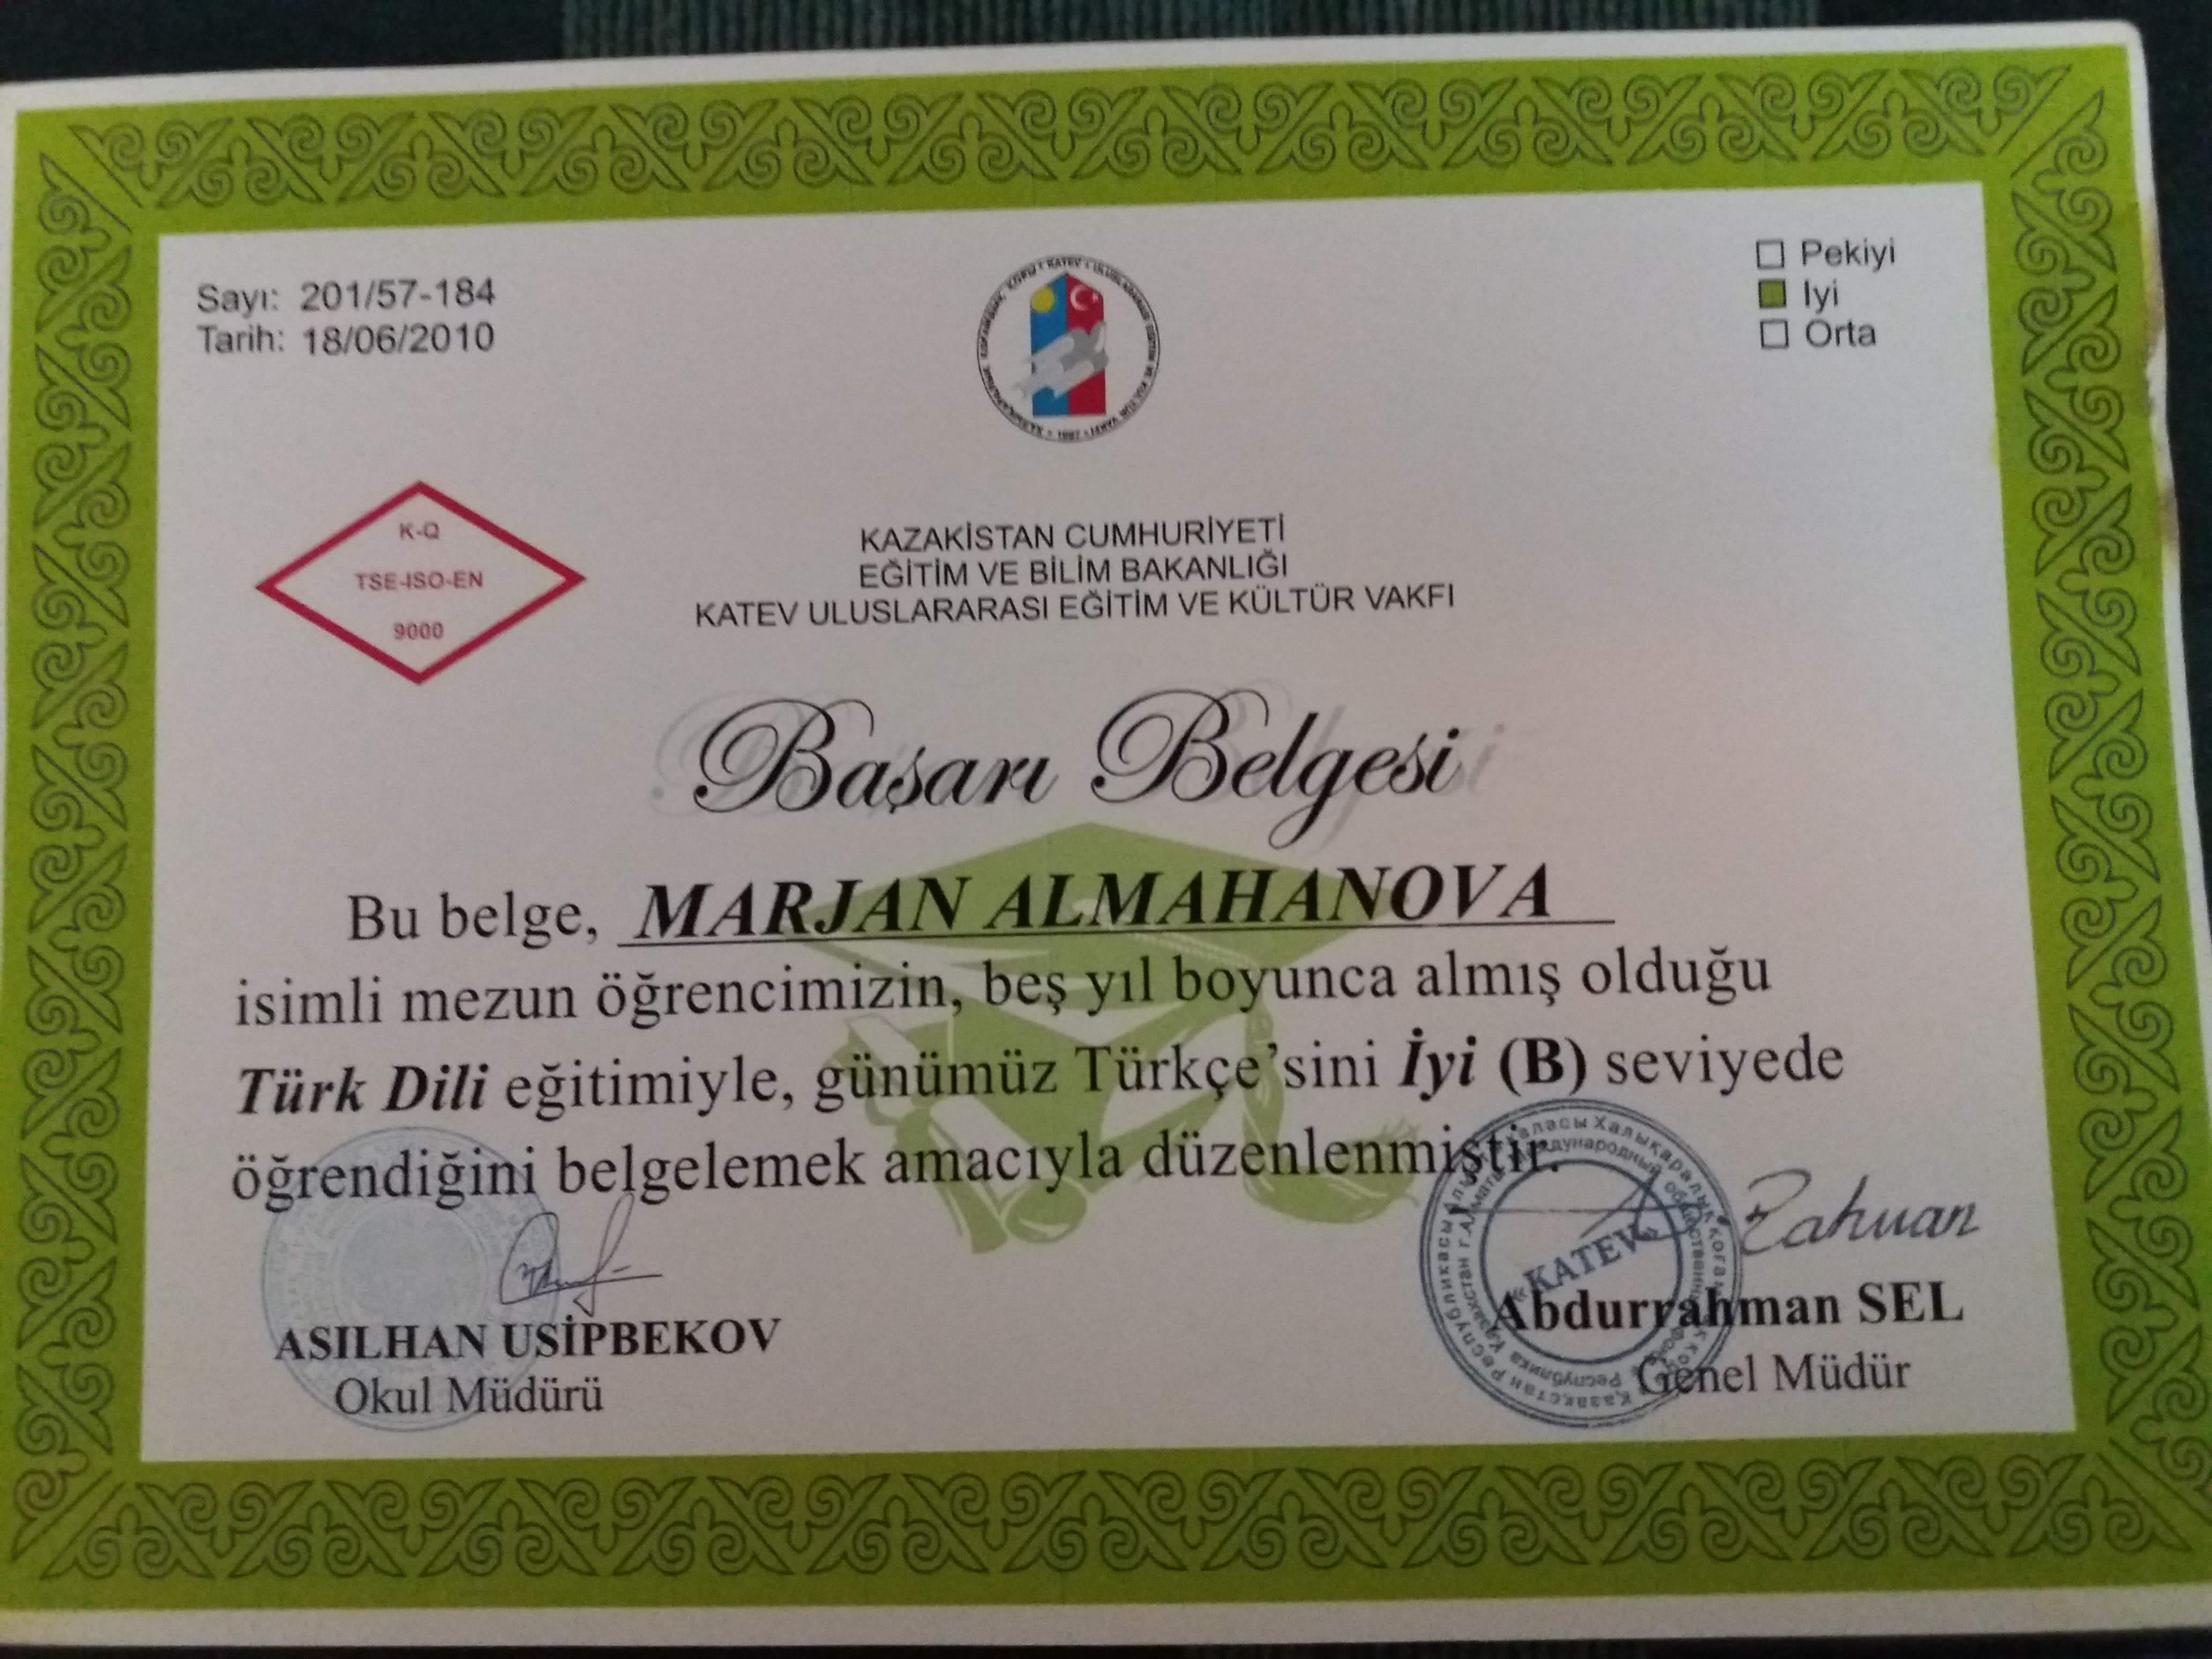 Sayı: 201/57-184
Tarih: 18/06/2010
Pekiyi
Iyi
Orta
K-Q
TSE-ISO-EN
9000
KAZAKİSTAN CUMHURİYETİ
EĞİTİM VE BİLİM BAKANLIĞI
KATEV ULUSLARARASI EĞİTİM VE KÜLTÜR VAKFI
Başarı Belgesi
Bu belge, MARJAN ALMAHANOVA
isimli mezun öğrencimizin, beş yıl boyunca almış olduğu
Türk Dili eğitimiyle, günümüz Türkçe'sini İyi (B) seviyede
öğrendiğini belgelemek amacıyla düzenlenmiştir.
«KATEV»
ASILHAN USİPBEKOV
Okul Müdürü
Abdurrahman SEL
Genel Müdür